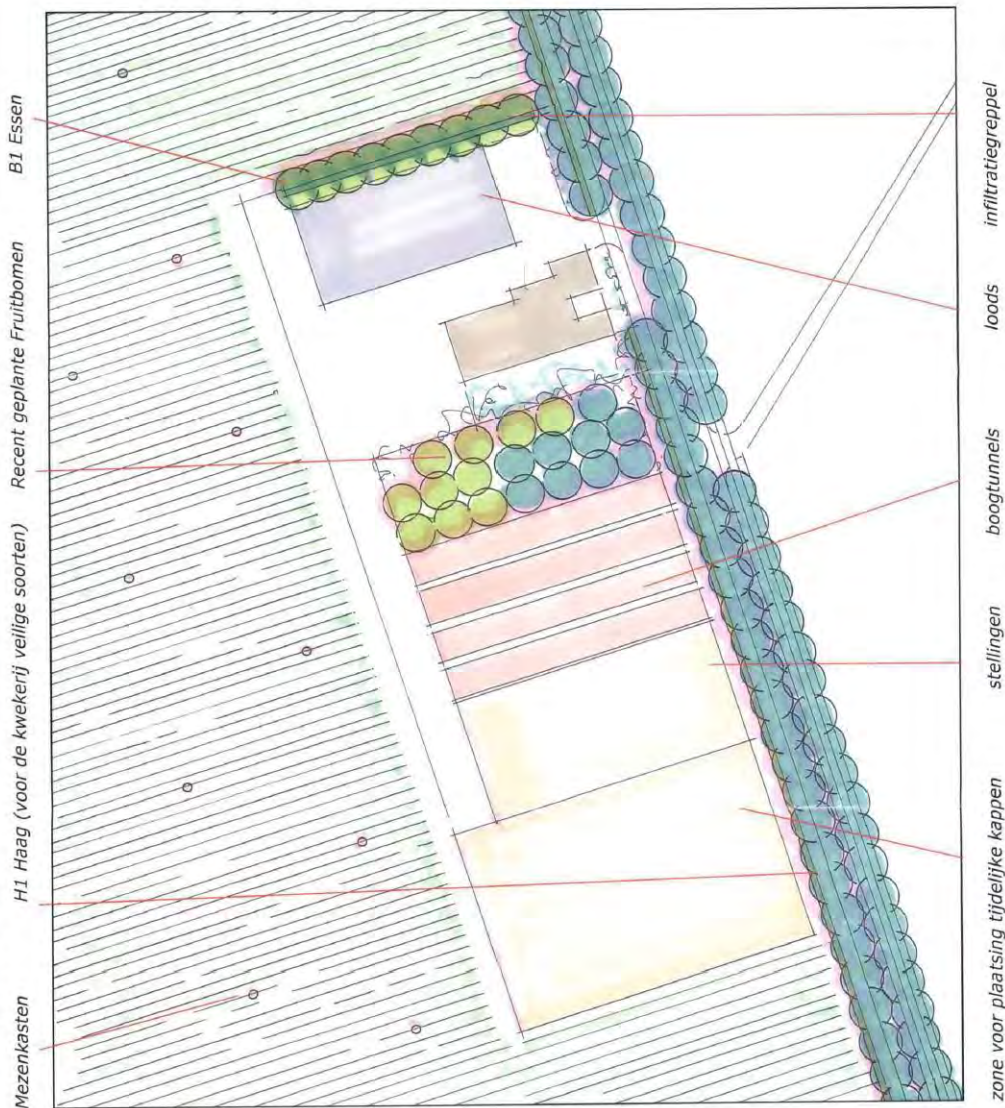 Mezenkasten
H1 Haag (voor de kwekerij veilige soorten)
Recent geplante Fruitbomen
B1 Essen
zone voor plaatsing tijdelijke kappen
stellingen
boogtunnels
loods
infiltratiegreppel